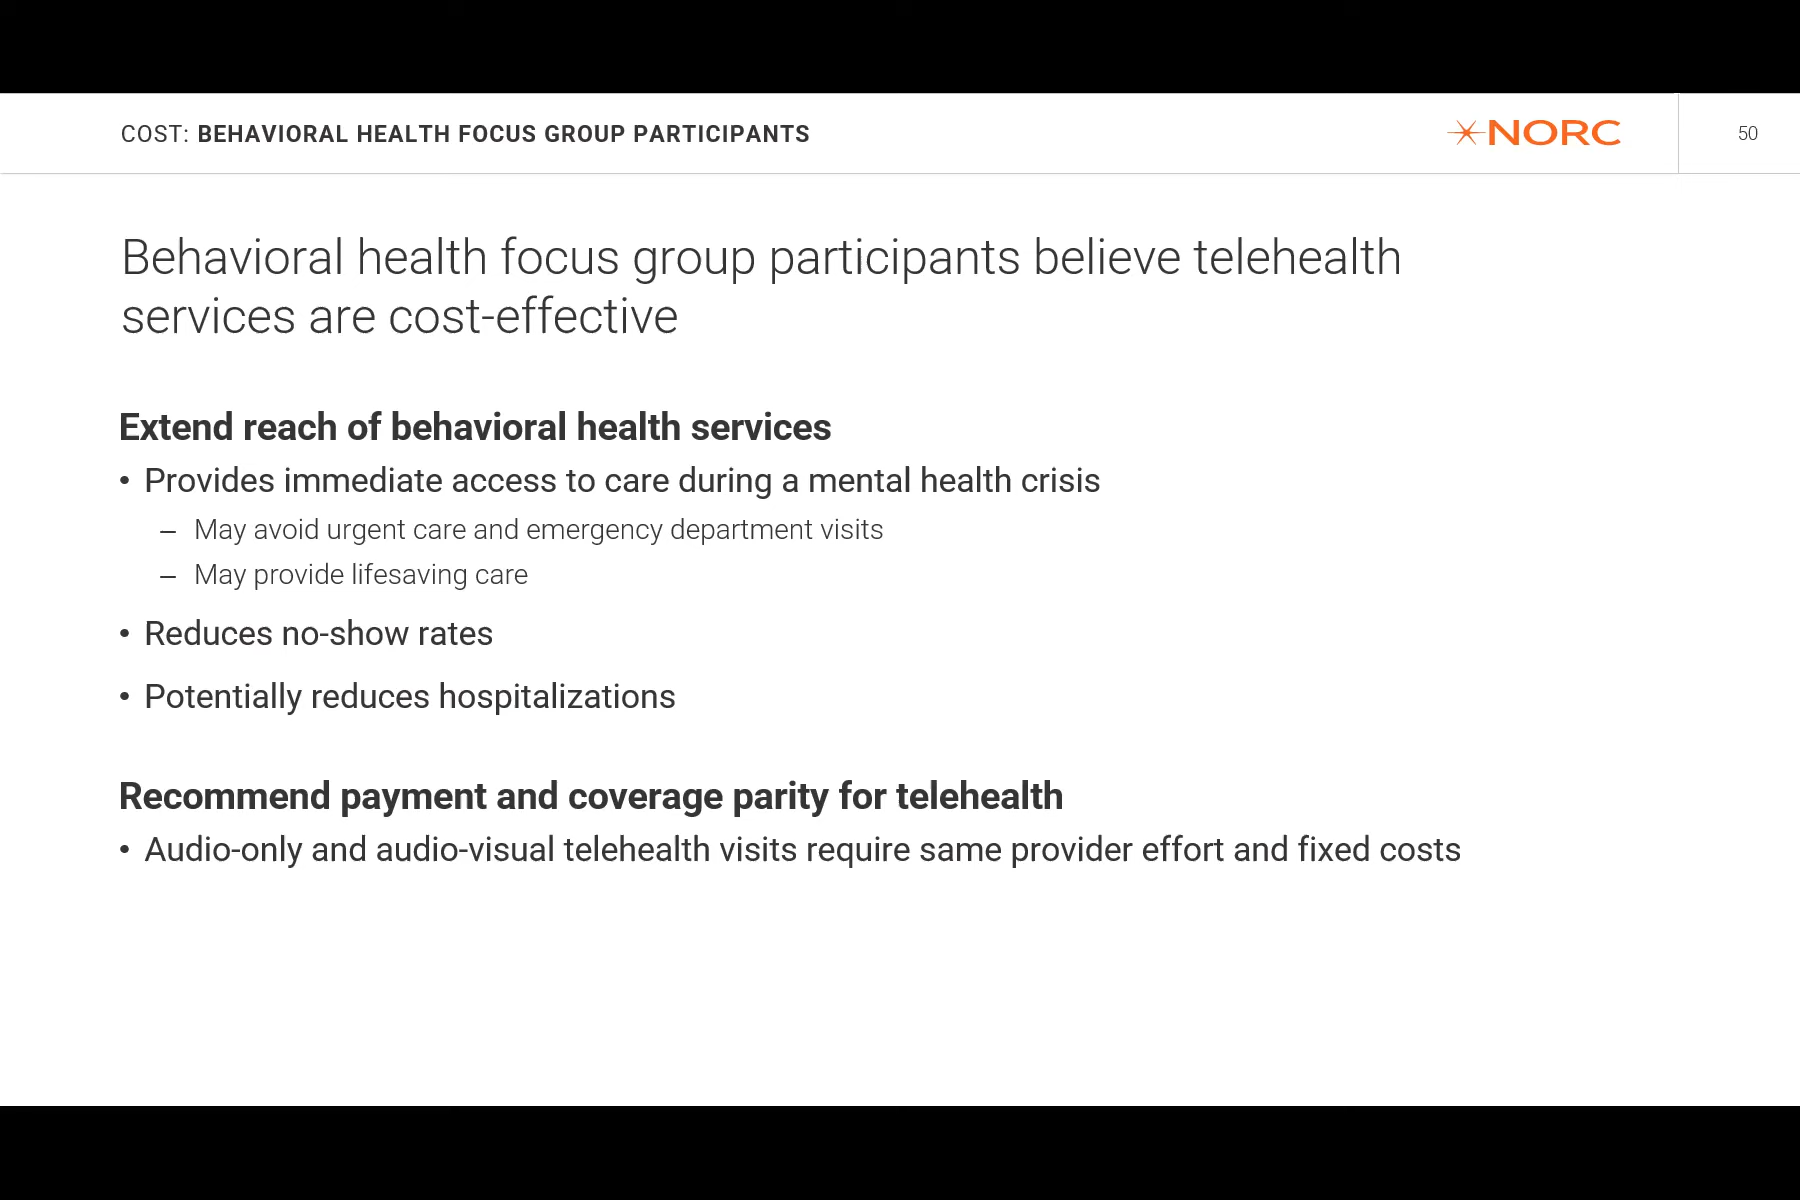 COST: BEHAVIORAL HEALTH FOCUS GROUP PARTICIPANTS
NORC
50
Behavioral health focus group participants believe telehealth
services are cost-effective
Extend reach of behavioral health services
• Provides immediate access to care during a mental health crisis
– May avoid urgent care and emergency department visits
– May provide lifesaving care
• Reduces no-show rates
• Potentially reduces hospitalizations
Recommend payment and coverage parity for telehealth
• Audio-only and audio-visual telehealth visits require same provider effort and fixed costs